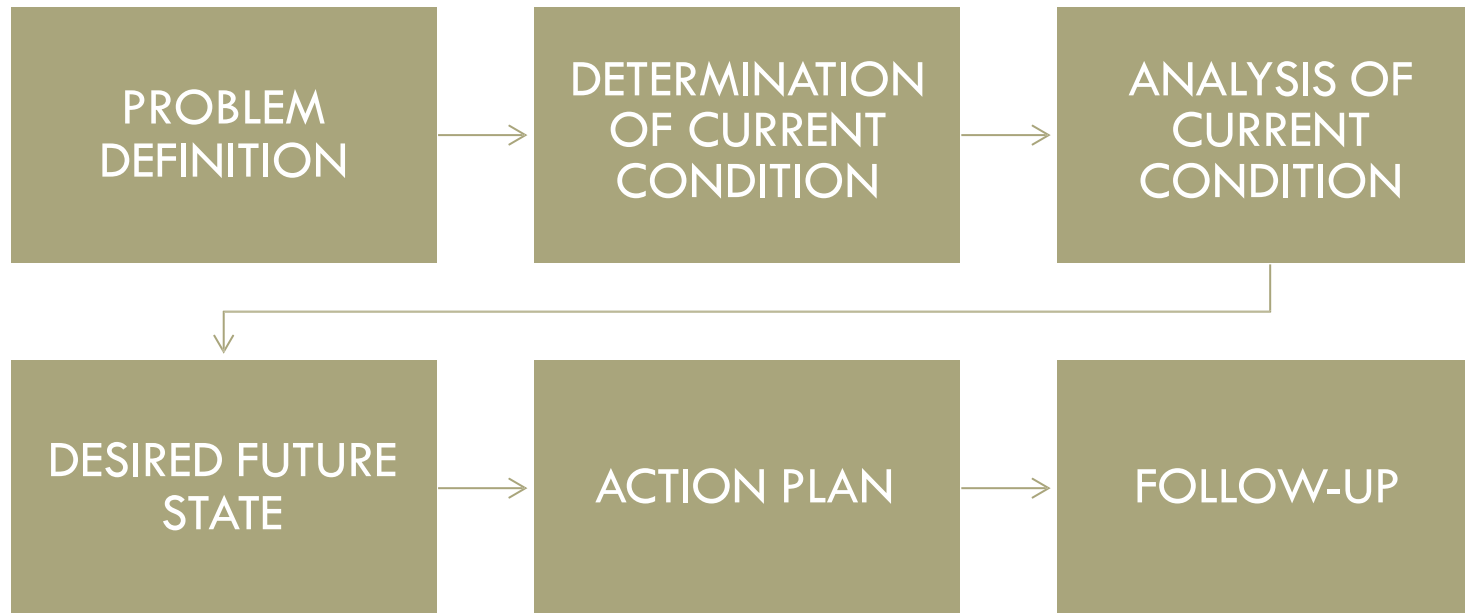 PROBLEM
DEFINITION
DETERMINATION
OF CURRENT
CONDITION
ANALYSIS OF
CURRENT
CONDITION
DESIRED FUTURE
STATE
ACTION PLAN
FOLLOW-UP